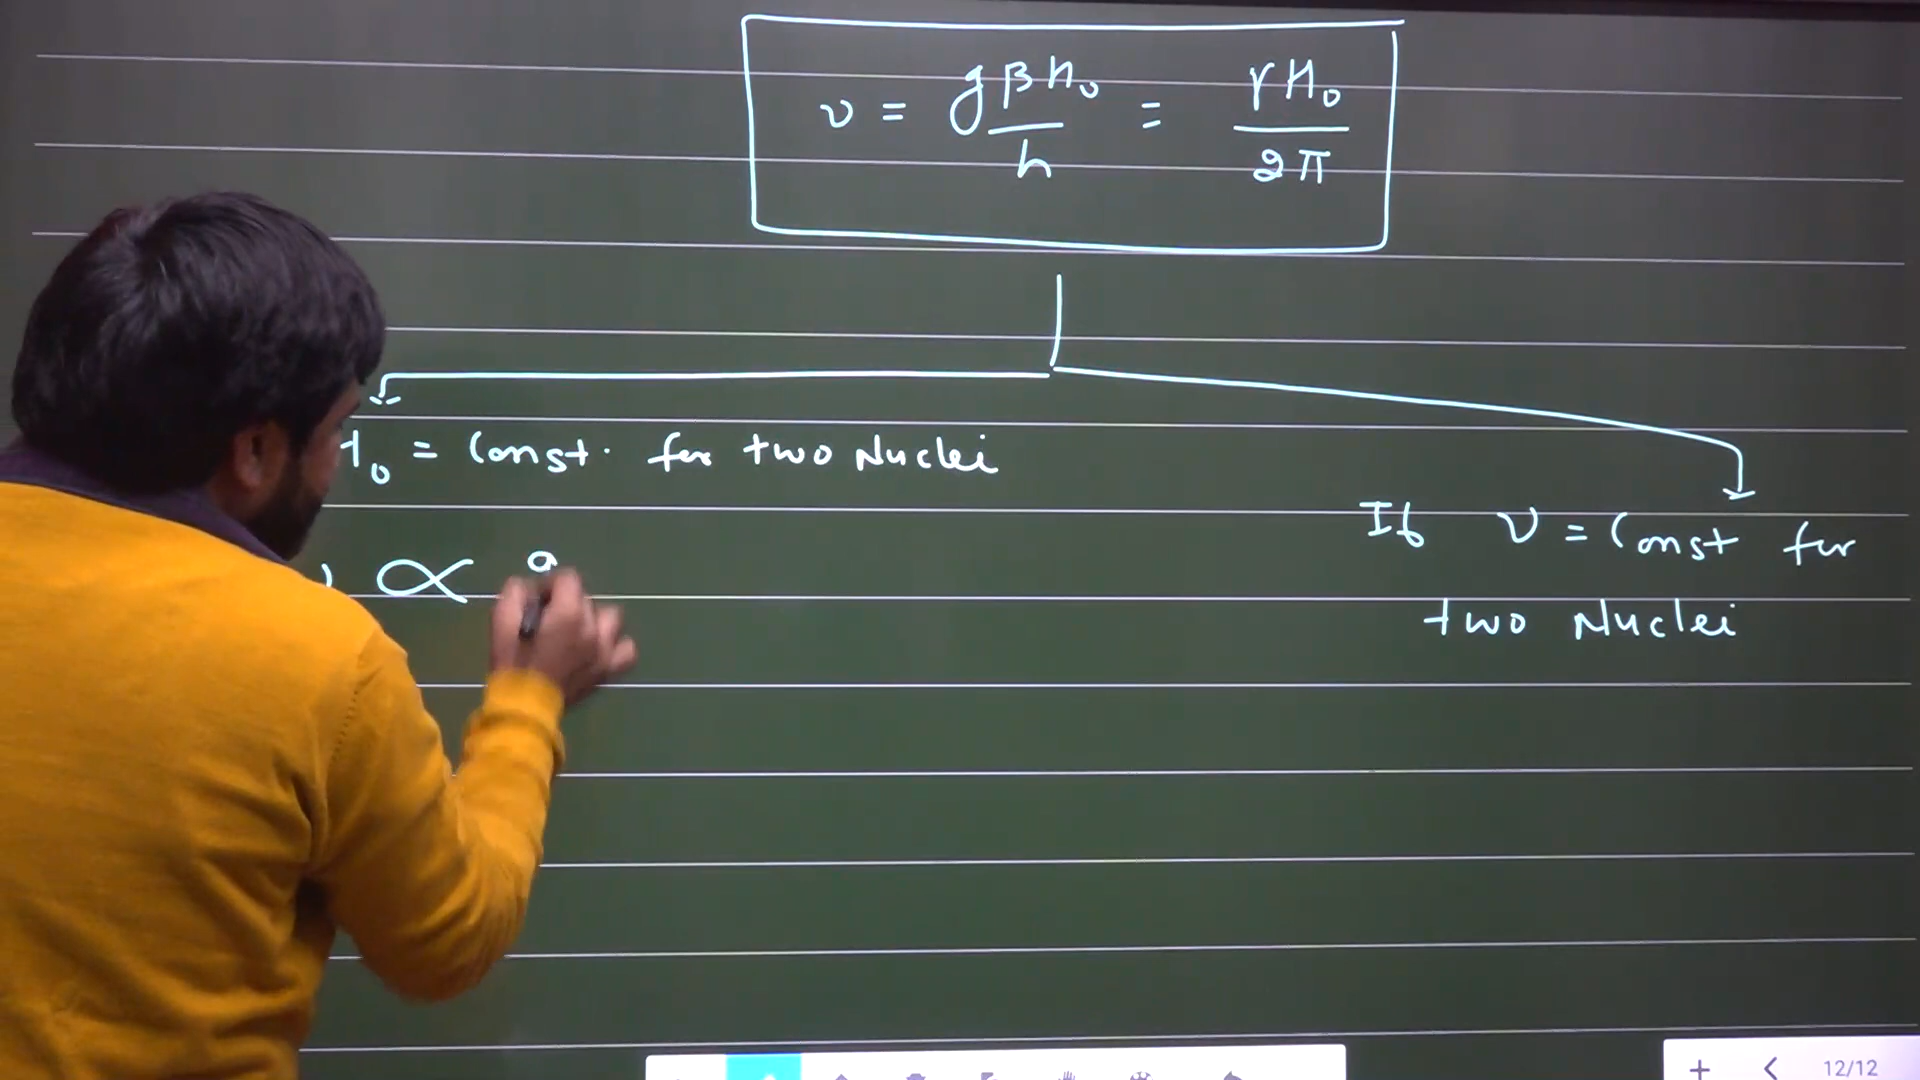 ν = gβH₀/h = γH₀/2π
H₀ = Const. for two Nuclei
∝ g
If ν = Const for
two Nuclei
12/12